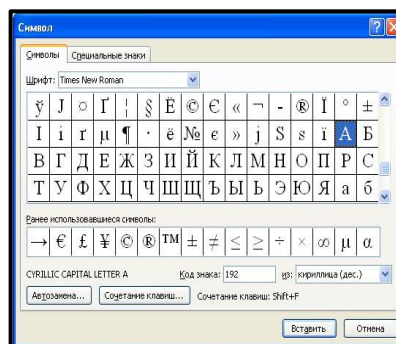 Символ
Символы Специальные знаки
Шрифт: Times New Roman
ў Ј ¤ Ґ ¦ § Ё © Є « ¬ - ® Ї ° ±
І і ґ µ ¶ · ё № є » ј Ѕ ѕ ї А Б
В Г Д Е Ж З И Й К Л М Н О П Р С
Т У Ф Х Ц Ч Ш Щ Ъ Ы Ь Э Ю Я а б
Ранее использовавшиеся символы:
→ € £ ¥ © ® ™ ± ≠ ≤ ≥ ÷ × ∞ µ α
CYRILLIC CAPITAL LETTER A Код знака: 192 из: кириллица (дес.)
Автозамена... Сочетание клавиш... Сочетание клавиш: Shift+F
Вставить Отмена